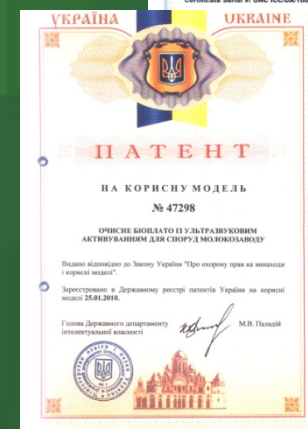 УКРАЇНА UKRAINE
ПАТЕНТ
НА КОРИСНУ МОДЕЛЬ
№ 47298
ОЧИСНЕ БІОПЛАТО ІЗ УЛЬТРАЗВУКОВИМ
АКТИВУВАННЯМ ДЛЯ СПОРУД МОЛОКОЗАВОДУ
Видано відповідно до Закону України "Про охорону прав на винаходи
і корисні моделі".
Зареєстровано в Державному реєстрі патентів України на корисні
моделі 25.01.2010.
Голова Державного департаменту
інтелектуальної власності М.В. Паладій